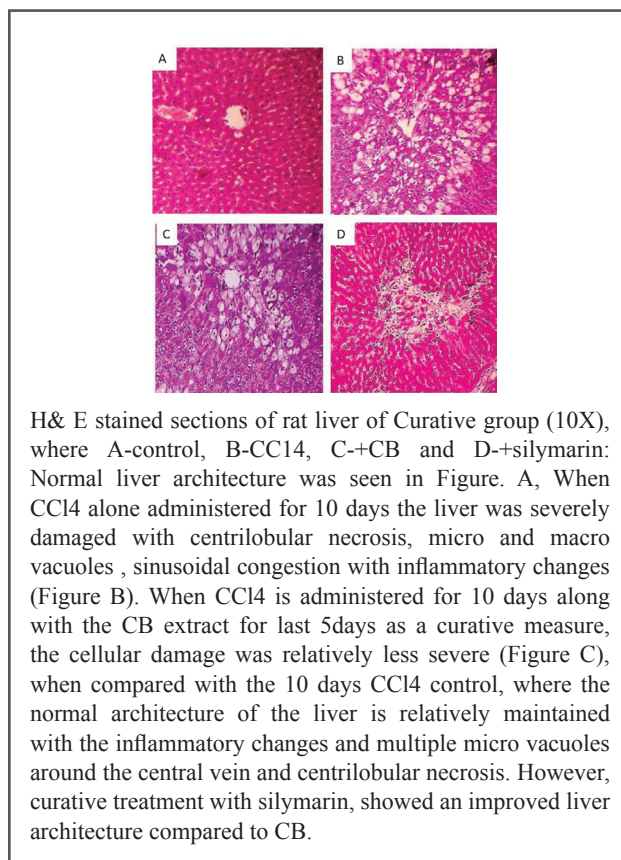 A
B
C
D
H& E stained sections of rat liver of Curative group (10X),
where A-control, B-CC14, C-+CB and D-+silymarin:
Normal liver architecture was seen in Figure. A, When
CCl4 alone administered for 10 days the liver was severely
damaged with centrilobular necrosis, micro and macro
vacuoles , sinusoidal congestion with inflammatory changes
(Figure B). When CCl4 is administered for 10 days along
with the CB extract for last 5days as a curative measure,
the cellular damage was relatively less severe (Figure C),
when compared with the 10 days CCl4 control, where the
normal architecture of the liver is relatively maintained
with the inflammatory changes and multiple micro vacuoles
around the central vein and centrilobular necrosis. However,
curative treatment with silymarin, showed an improved liver
architecture compared to CB.